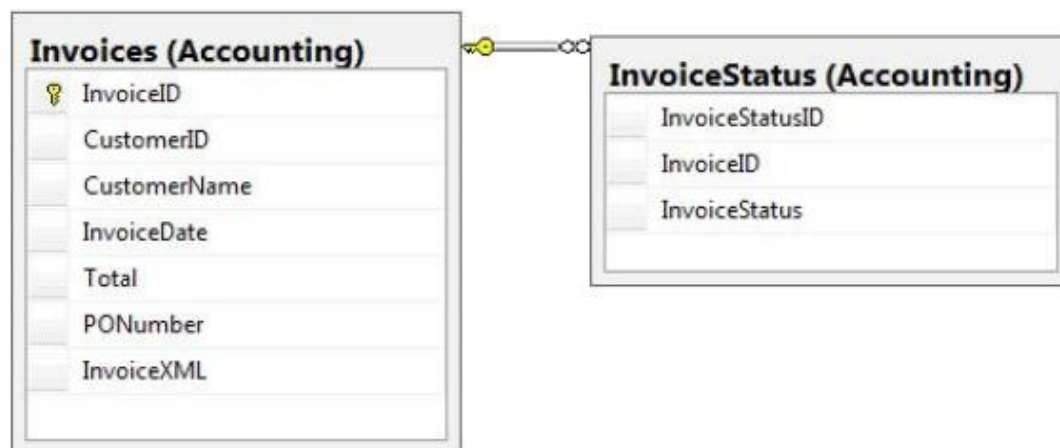 Invoices (Accounting)
InvoiceID
CustomerID
CustomerName
InvoiceDate
Total
PONumber
InvoiceXML
InvoiceStatus (Accounting)
InvoiceStatusID
InvoiceID
InvoiceStatus